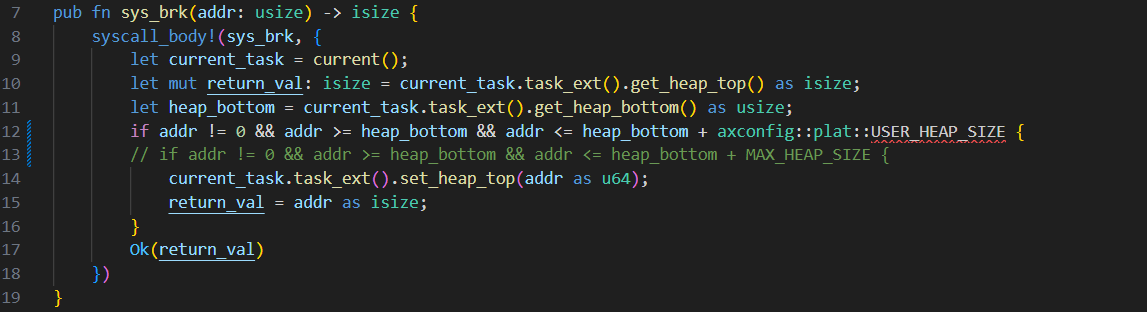 7 pub fn sys_brk(addr: usize) -> isize {
8     syscall_body!(sys_brk, {
9         let current_task = current();
10         let mut return_val: isize = current_task.task_ext().get_heap_top() as isize;
11         let heap_bottom = current_task.task_ext().get_heap_bottom() as usize;
12         if addr != 0 && addr >= heap_bottom && addr <= heap_bottom + axconfig::plat::USER_HEAP_SIZE {
13         // if addr != 0 && addr >= heap_bottom && addr <= heap_bottom + MAX_HEAP_SIZE {
14             current_task.task_ext().set_heap_top(addr as u64);
15             return_val = addr as isize;
16         }
17         Ok(return_val)
18     })
19 }